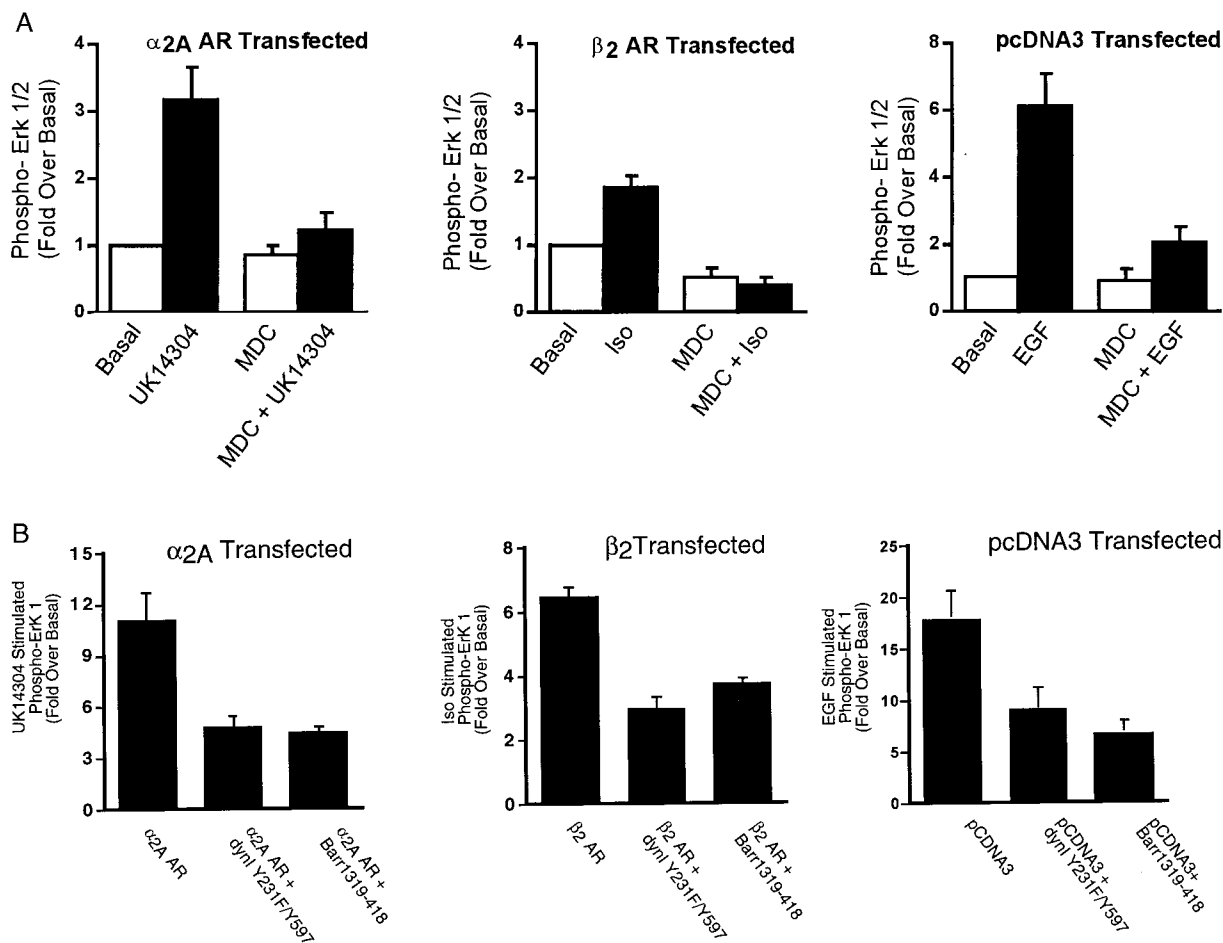 A
α2A AR Transfected
Phospho- Erk 1/2
(Fold Over Basal)
4
3
2
1
0
Basal
UK14304
MDC
MDC + UK14304
β2 AR Transfected
Phospho- Erk 1/2
(Fold Over Basal)
4
3
2
1
0
Basal
Iso
MDC
MDC + Iso
pcDNA3 Transfected
Phospho- Erk 1/2
(Fold Over Basal)
8
6
4
2
0
Basal
EGF
MDC
MDC + EGF
B
α2A Transfected
UK14304 Stimulated
Phospho-ErK 1
(Fold Over Basal)
15
12
9
6
3
0
α2A AR
α2A AR +
dynI Y231F/Y597
α2A AR +
Barr1319-418
β2Transfected
Iso Stimulated
Phospho-ErK 1
(Fold Over Basal)
8
6
4
2
0
β2 AR
β2 AR +
dynI Y231F/Y597
β2 AR +
Barr1319-418
pcDNA3 Transfected
EGF Stimulated
Phospho-ErK 1
(Fold Over Basal)
25
20
15
10
5
0
pCDNA3
pCDNA3 +
dynI Y231F/Y597
pCDNA3+
Barr1319-418